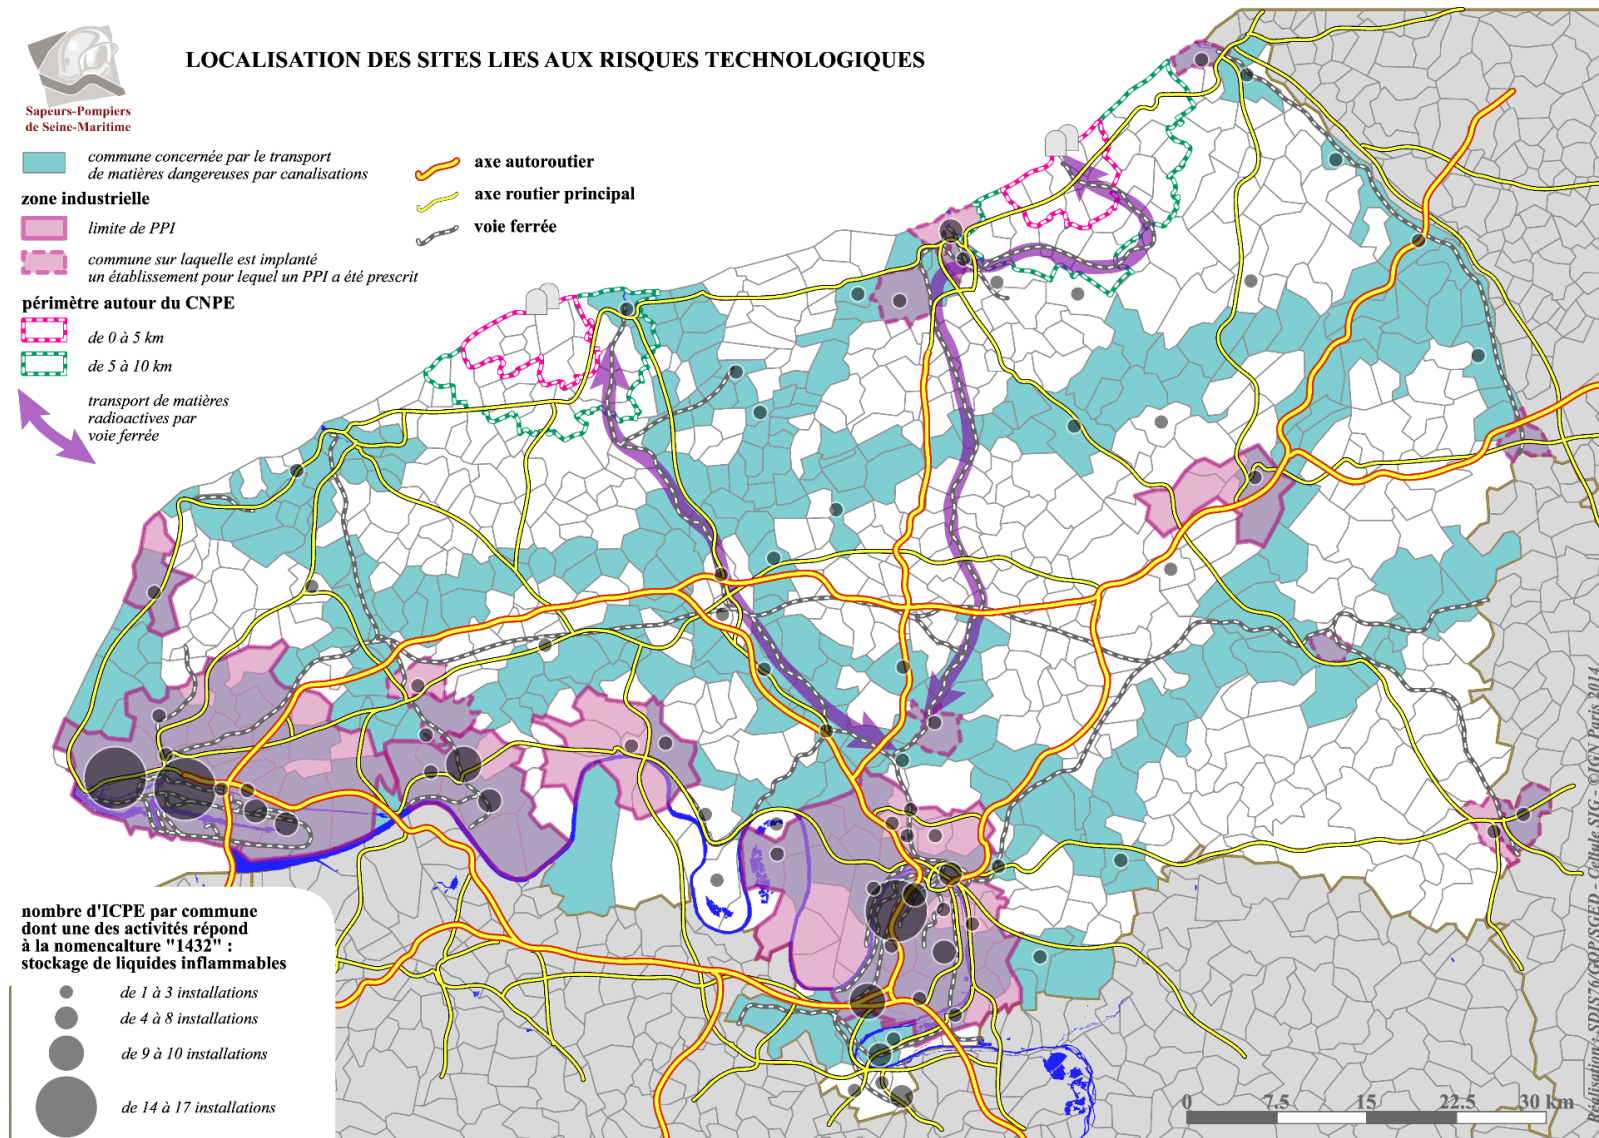 LOCALISATION DES SITES LIES AUX RISQUES TECHNOLOGIQUES
Sapeurs-Pompiers
de Seine-Maritime
commune concernée par le transport
de matières dangereuses par canalisations
zone industrielle
limite de PPI
commune sur laquelle est implanté
un établissement pour lequel un PPI a été prescrit
périmètre autour du CNPE
de 0 à 5 km
de 5 à 10 km
transport de matières
radioactives par
voie ferrée
axe autoroutier
axe routier principal
voie ferrée
nombre d'ICPE par commune
dont une des activités répond
à la nomencalture "1432" :
stockage de liquides inflammables
de 1 à 3 installations
de 4 à 8 installations
de 9 à 10 installations
de 14 à 17 installations
0 7.5 15 22.5 30 km
Réalisation : SDIS76/GOP/SGED - Cellule SIG - ©IGN Paris 2014